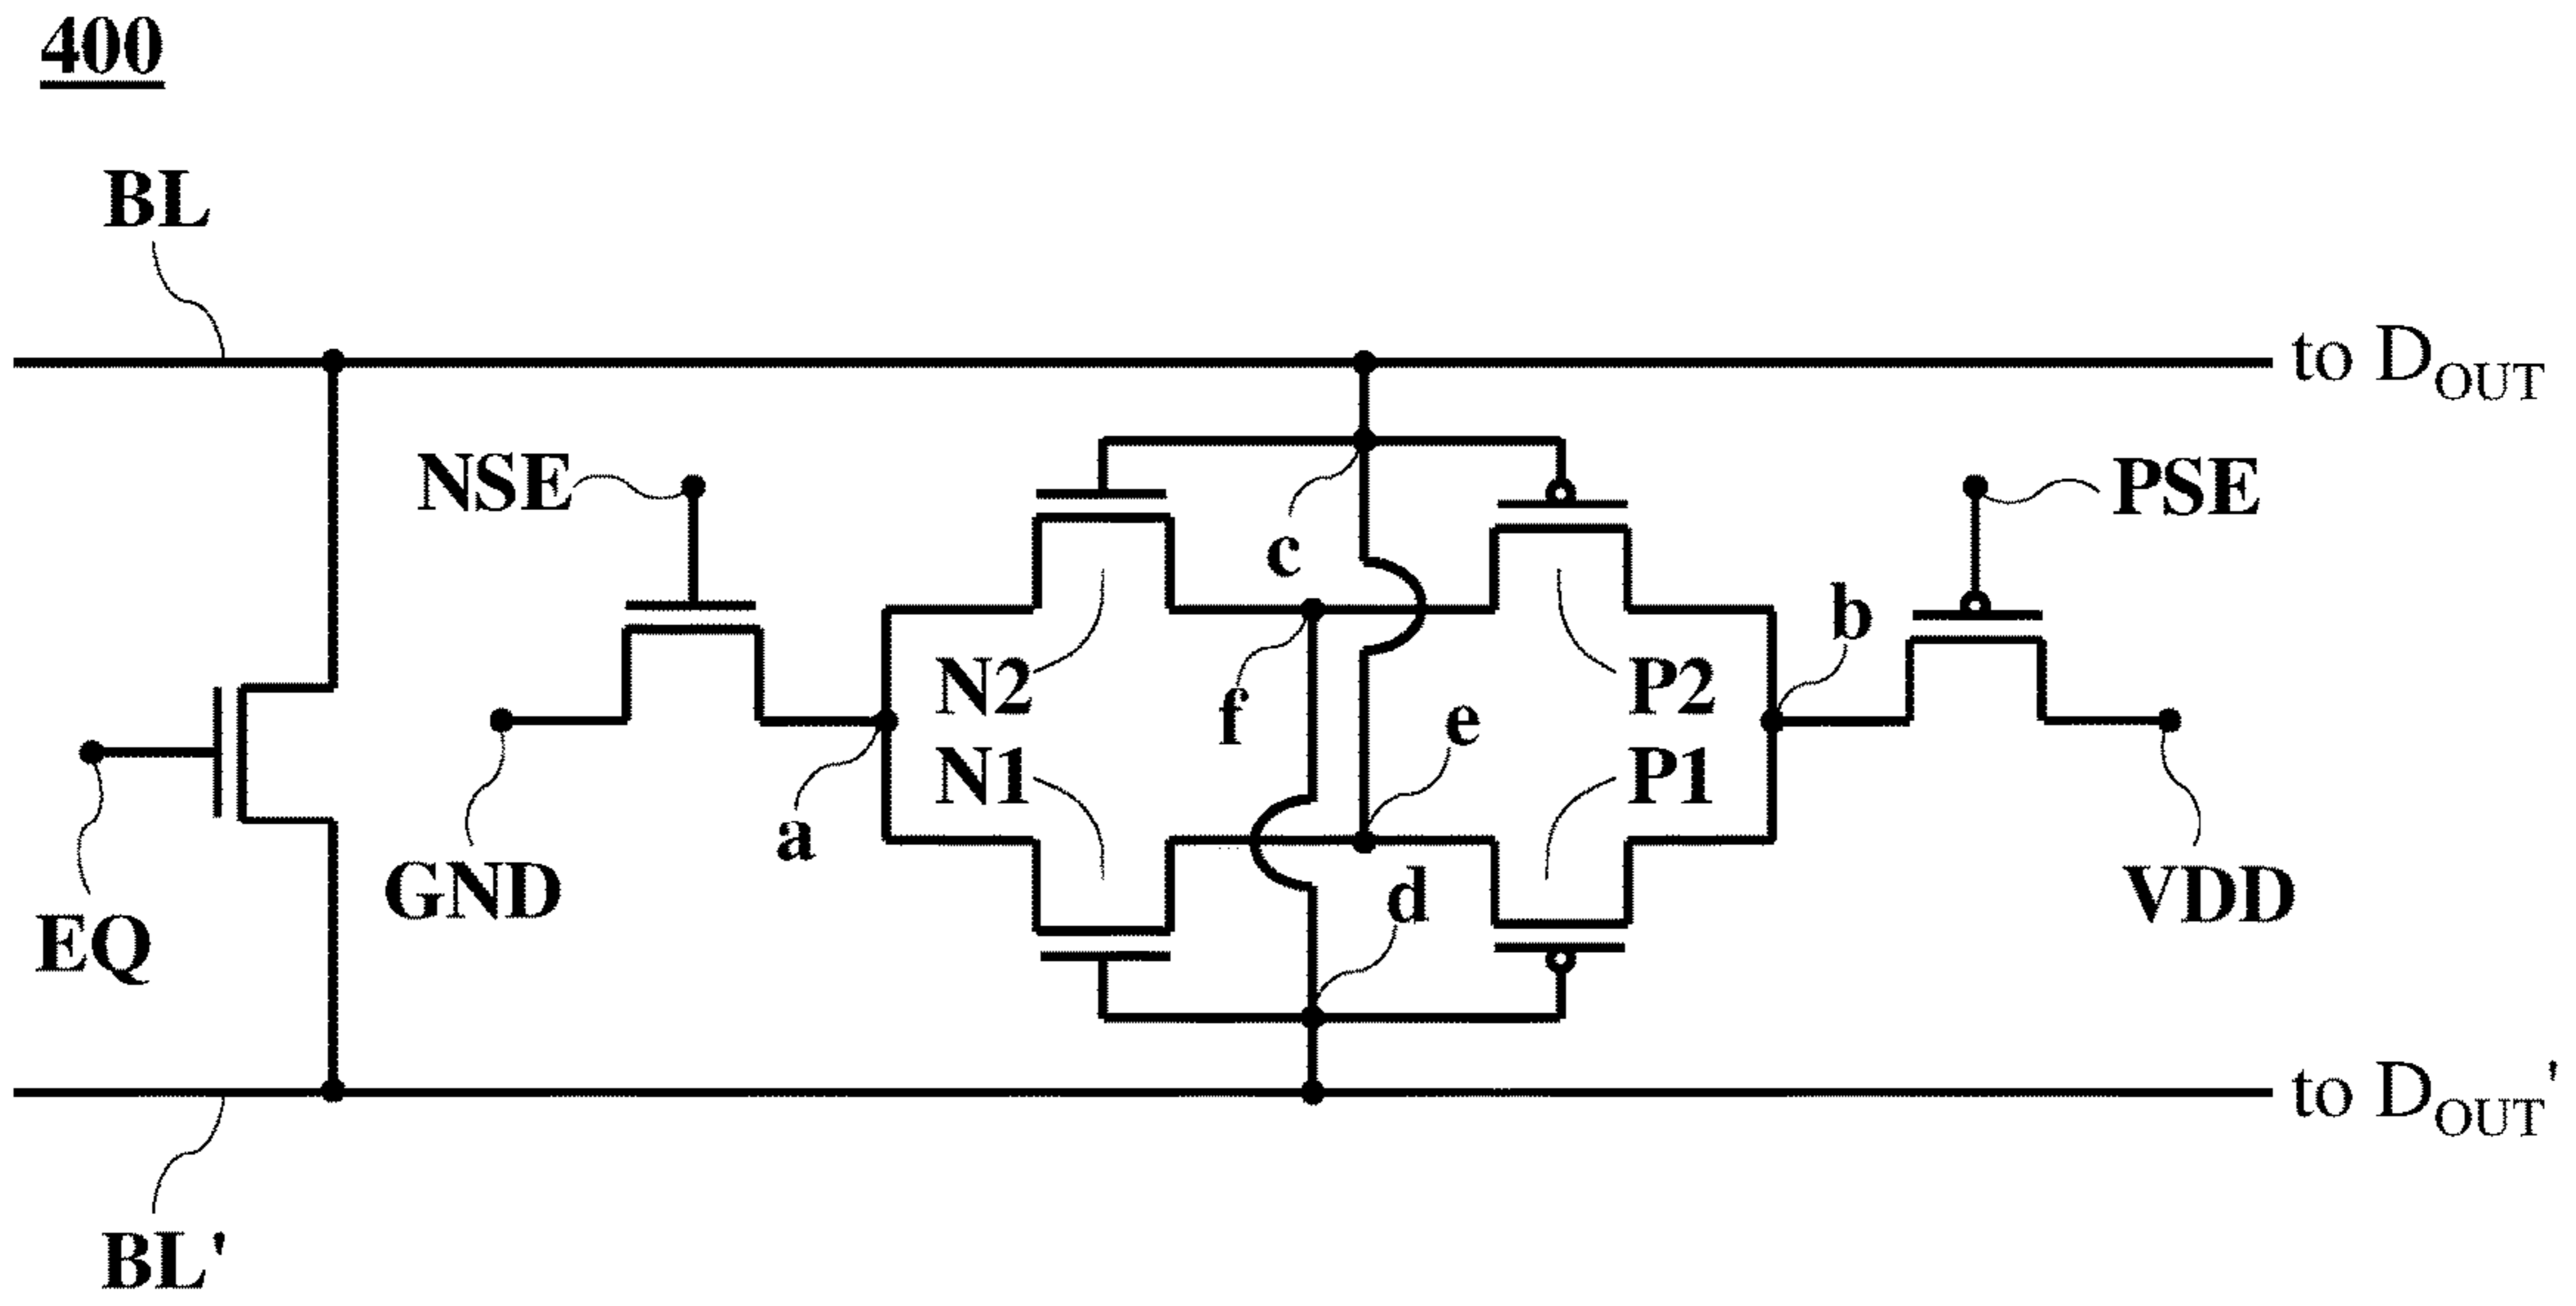 400
BL
to DOUT
NSE
PSE
c
b
N2
f
e
P2
N1
P1
a
GND
d
VDD
EQ
to DOUT'
BL'